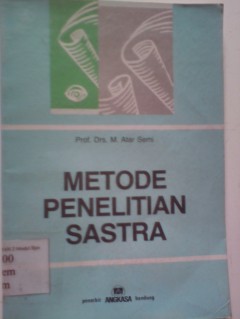 Prof. Drs. M. Atar Semi
METODE
PENELITIAN
SASTRA
penerbit ANGKASA bandung